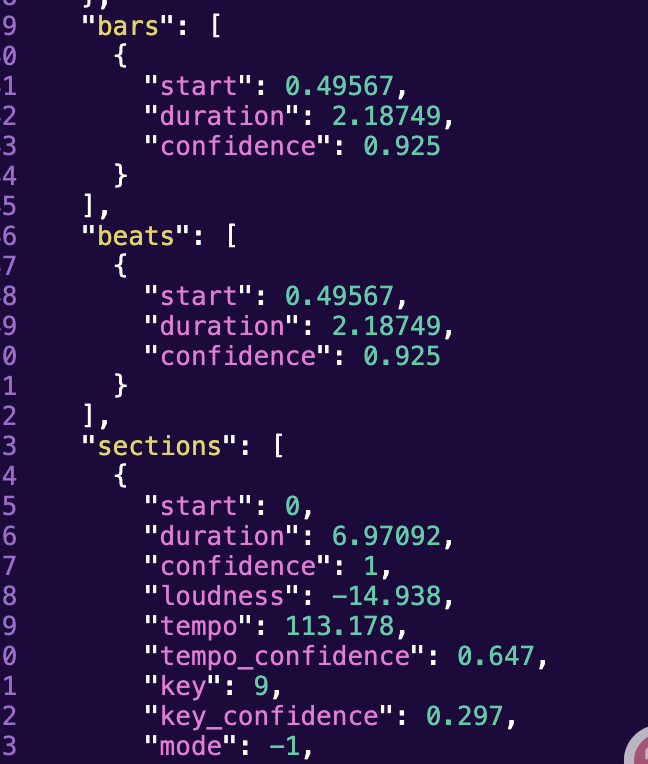 8 },
9 "bars": [
0 {
1 "start": 0.49567,
2 "duration": 2.18749,
3 "confidence": 0.925
4 }
5 ],
6 "beats": [
7 {
8 "start": 0.49567,
9 "duration": 2.18749,
0 "confidence": 0.925
1 }
2 ],
3 "sections": [
4 {
5 "start": 0,
6 "duration": 6.97092,
7 "confidence": 1,
8 "loudness": -14.938,
9 "tempo": 113.178,
0 "tempo_confidence": 0.647,
1 "key": 9,
2 "key_confidence": 0.297,
3 "mode": -1,